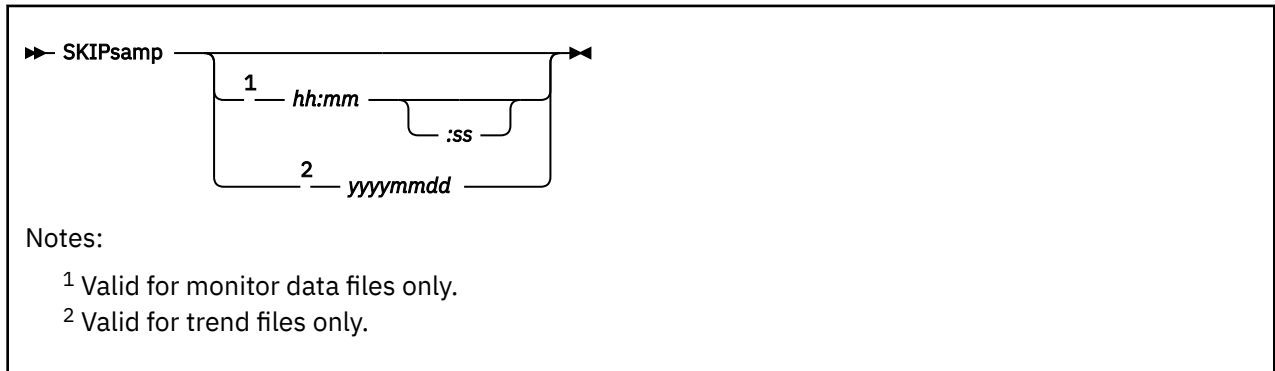 SKIPsamp
1
hh:mm
:ss
2
yyyymmdd
Notes:
1 Valid for monitor data files only.
2 Valid for trend files only.